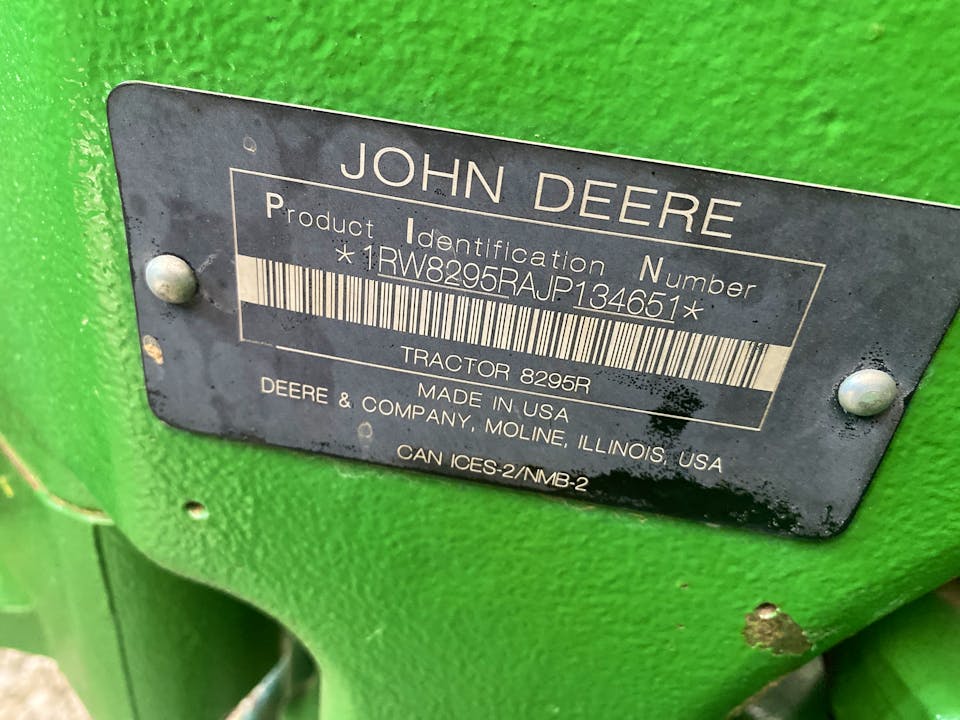 JOHN DEERE
Product Identification Number
*1RW8295RAJP134651*
TRACTOR 8295R
MADE IN USA
DEERE & COMPANY, MOLINE, ILLINOIS, USA
CAN ICES-2/NMB-2